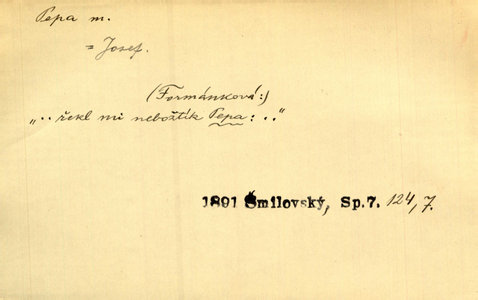 Pepa m.
= Josef.
(Formánková:)
„.. řekl mi nebožtík Pepa: .."
1891 Šmilovský, Sp.7. 124, 7.